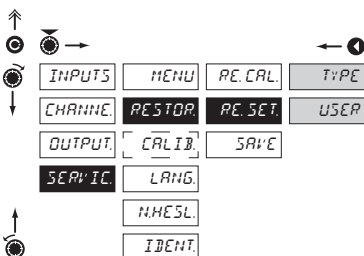 INPUTS MENU RE. CAL. TYPE
CHANNE. RESTOR. RE. SET. USER
OUTPUT. CALIB. SAVE
SERVIC. LANG.
N.HESL.
IDENT.